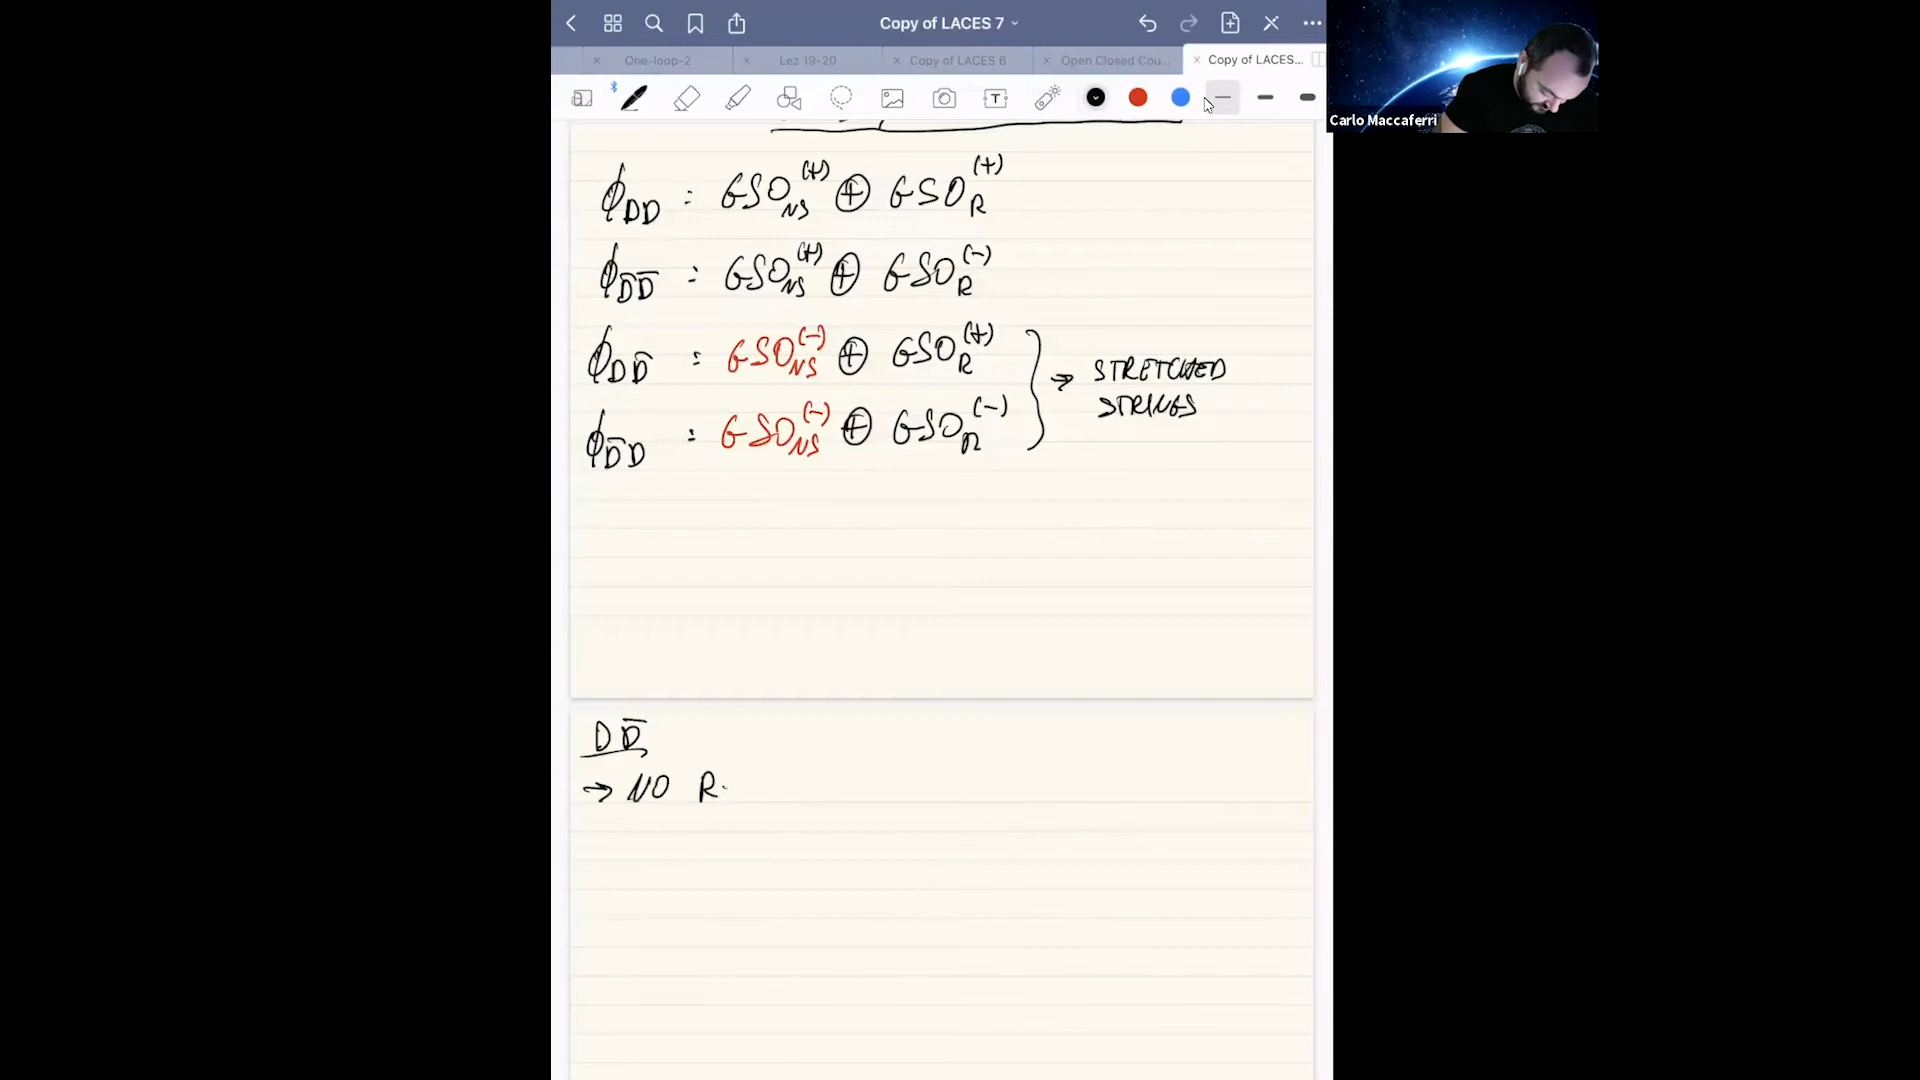 Copy of LACES 7
One-loop-2
Lez 19-20
Copy of LACES 6
Open Closed Cou...
Copy of LACES...
Carlo Maccaferri
ϕ_DD : GSO_NS^(+) ⊕ GSO_R^(+)
ϕ_D̄D̄ : GSO_NS^(+) ⊕ GSO_R^(-)
ϕ_DD̄ : GSO_NS^(-) ⊕ GSO_R^(+)
ϕ_D̄D : GSO_NS^(-) ⊕ GSO_R^(-)
} → STRETCHED
STRINGS
DD̄
→ NO R.